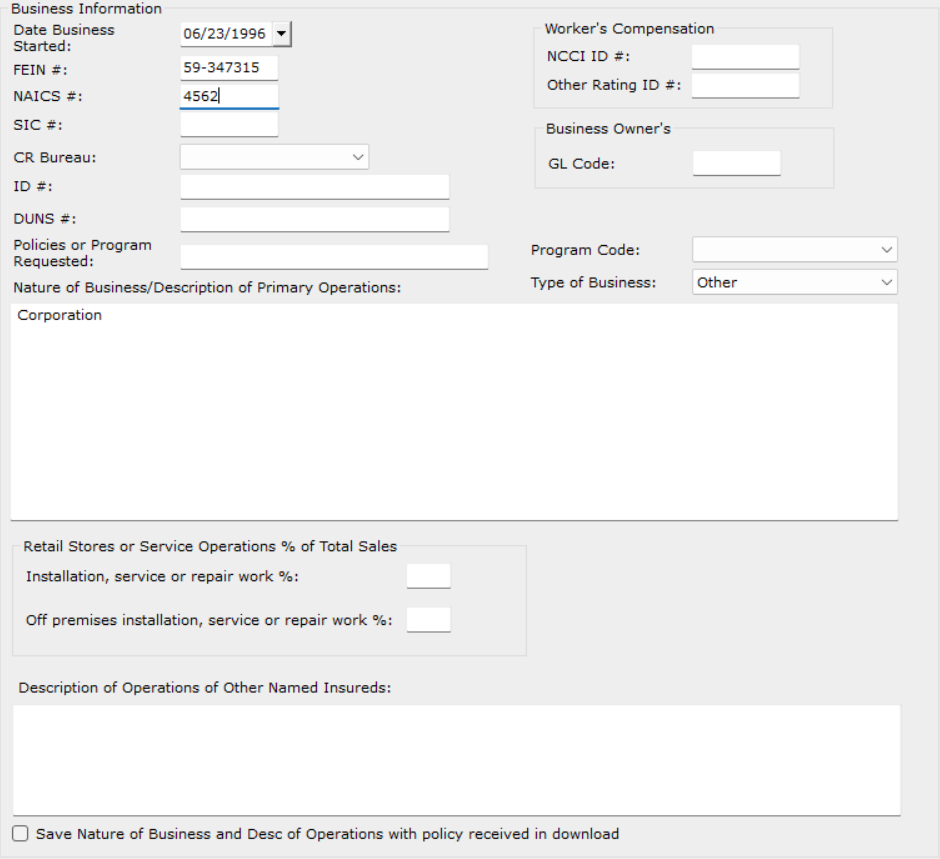 Business Information
Date Business
Started:
06/23/1996
FEIN #:
59-347315
NAICS #:
4562
SIC #:
CR Bureau:
ID #:
DUNS #:
Policies or Program
Requested:
Worker's Compensation
NCCI ID #:
Other Rating ID #:
Business Owner's
GL Code:
Program Code:
Type of Business:
Other
Nature of Business/Description of Primary Operations:
Corporation
Retail Stores or Service Operations % of Total Sales
Installation, service or repair work %:
Off premises installation, service or repair work %:
Description of Operations of Other Named Insureds:
Save Nature of Business and Desc of Operations with policy received in download